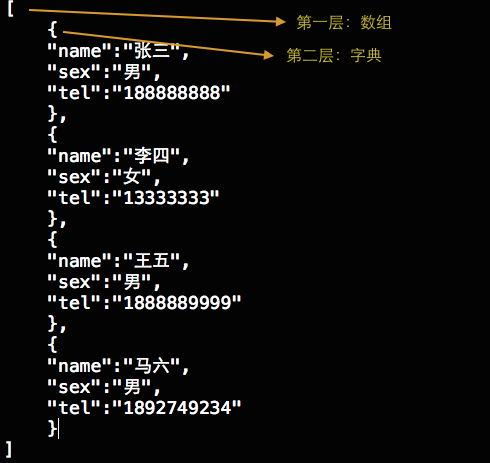 [
第一层：数组
{
第二层：字典
"name":"张三",
"sex":"男",
"tel":"188888888"
},
{
"name":"李四",
"sex":"女",
"tel":"13333333"
},
{
"name":"王五",
"sex":"男",
"tel":"1888889999"
},
{
"name":"马六",
"sex":"男",
"tel":"1892749234"
}
]